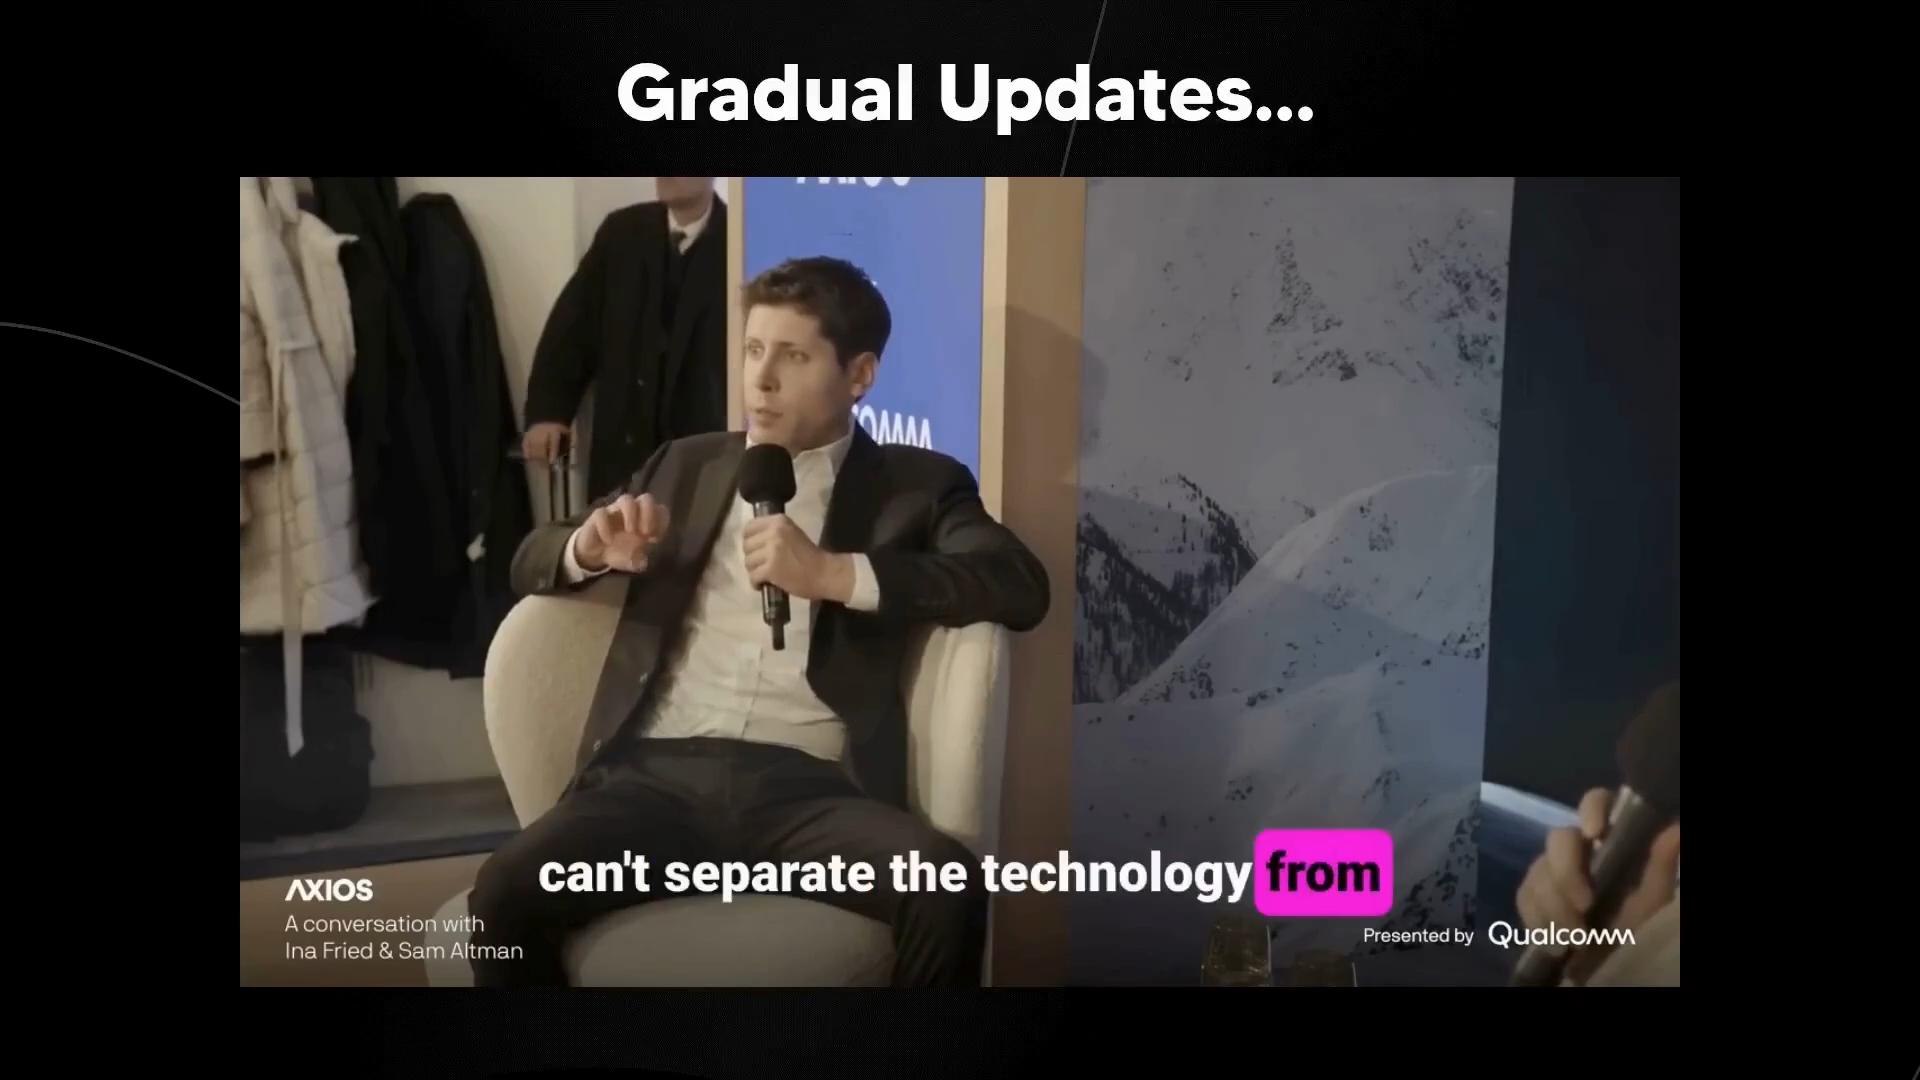 Gradual Updates...
can't separate the technology from
AXIOS
A conversation with
Ina Fried & Sam Altman
Presented by Qualcomm